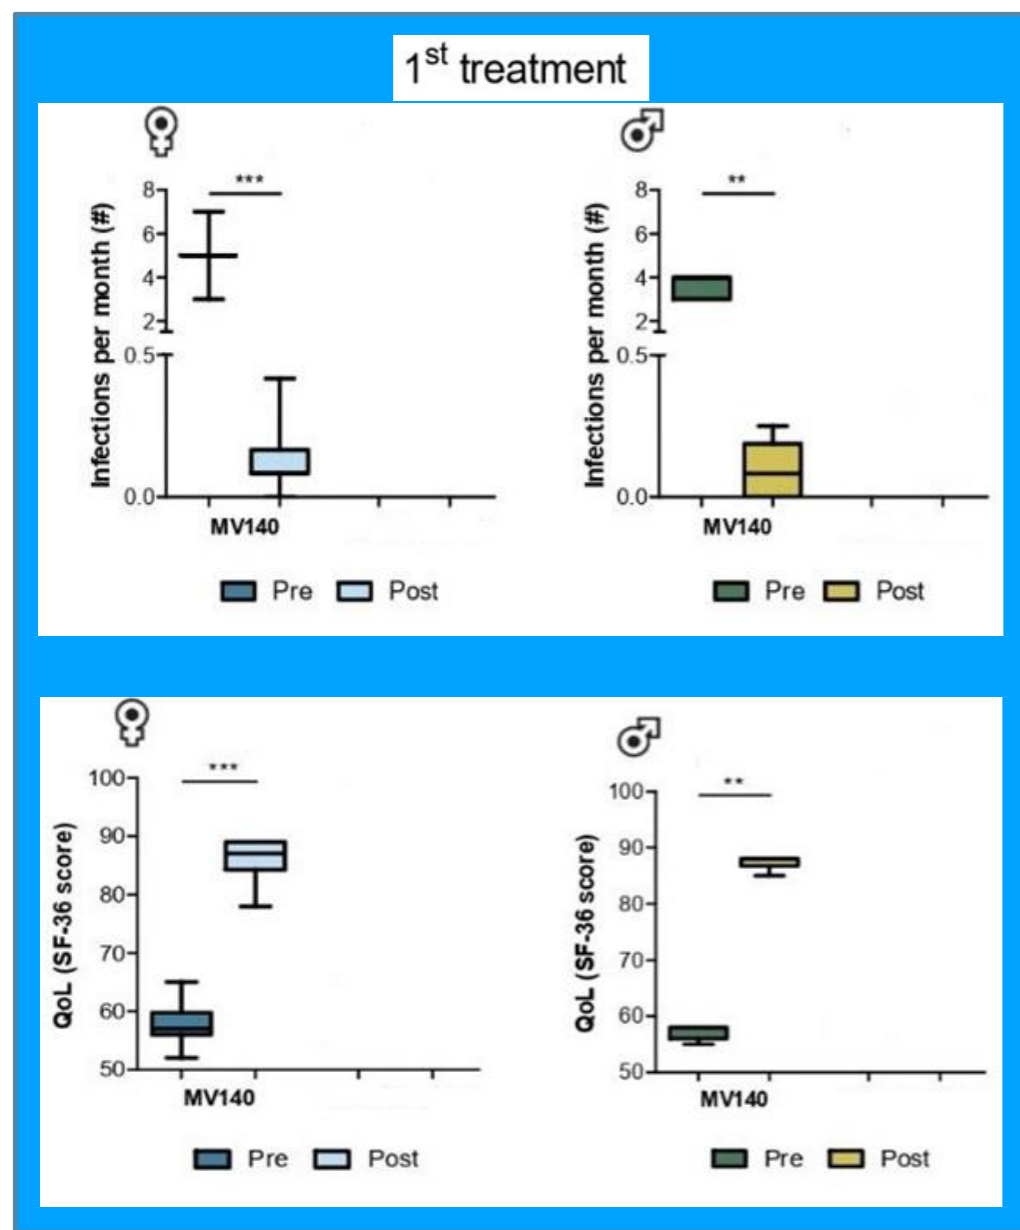 1st treatment
***
**
Infections per month (#)
8
6
4
2
0.5
0.0
MV140
Pre Post
Infections per month (#)
8
6
4
2
0.5
0.0
MV140
Pre Post
***
**
QoL (SF-36 score)
100
90
80
70
60
50
MV140
Pre Post
QoL (SF-36 score)
100
90
80
70
60
50
MV140
Pre Post